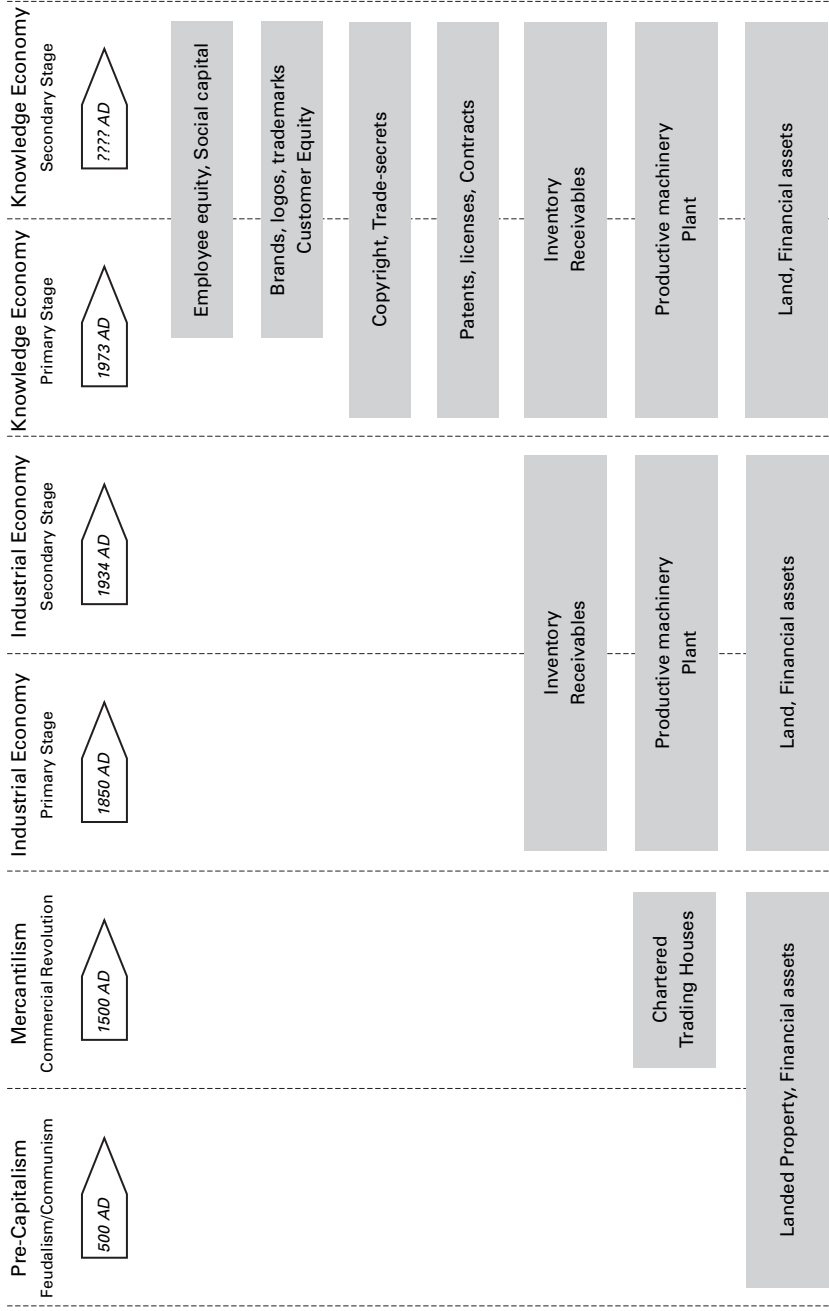 Pre-Capitalism
Feudalism/Communism
500 AD
Mercantilism
Commercial Revolution
1500 AD
Industrial Economy
Primary Stage
1850 AD
Industrial Economy
Secondary Stage
1934 AD
Knowledge Economy
Primary Stage
1973 AD
Knowledge Economy
Secondary Stage
???? AD
Employee equity, Social capital
Brands, logos, trademarks
Customer Equity
Copyright, Trade-secrets
Patents, licenses, Contracts
Inventory
Receivables
Inventory
Receivables
Chartered
Trading Houses
Productive machinery
Plant
Productive machinery
Plant
Landed Property, Financial assets
Land, Financial assets
Land, Financial assets